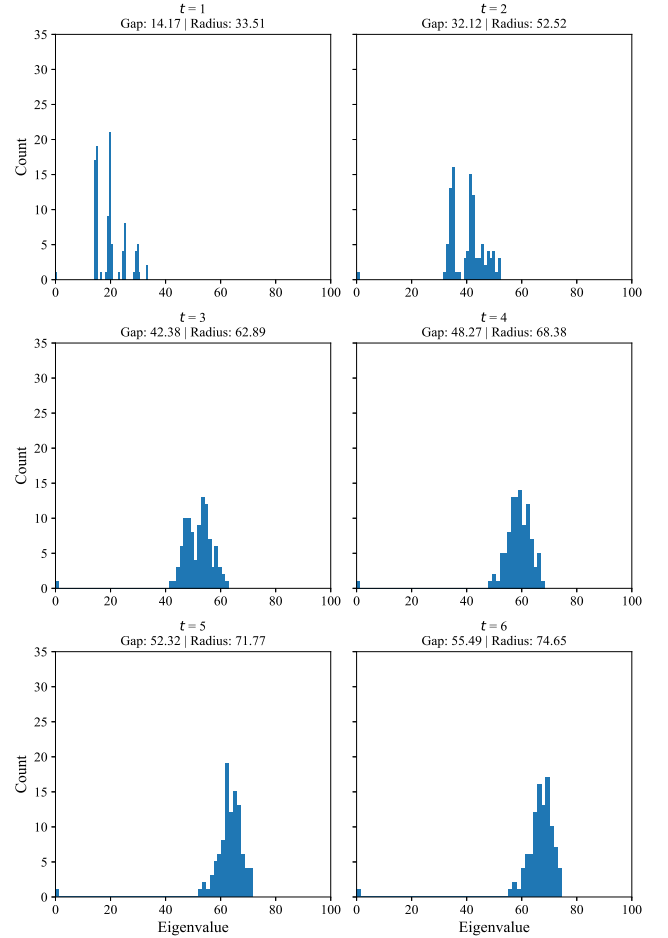 t = 1
Gap: 14.17 | Radius: 33.51
35
30
25
20
15
10
5
0
Count
0 20 40 60 80 100
t = 2
Gap: 32.12 | Radius: 52.52
0 20 40 60 80 100
t = 3
Gap: 42.38 | Radius: 62.89
35
30
25
20
15
10
5
0
Count
0 20 40 60 80 100
t = 4
Gap: 48.27 | Radius: 68.38
0 20 40 60 80 100
t = 5
Gap: 52.32 | Radius: 71.77
35
30
25
20
15
10
5
0
Count
0 20 40 60 80 100
Eigenvalue
t = 6
Gap: 55.49 | Radius: 74.65
0 20 40 60 80 100
Eigenvalue